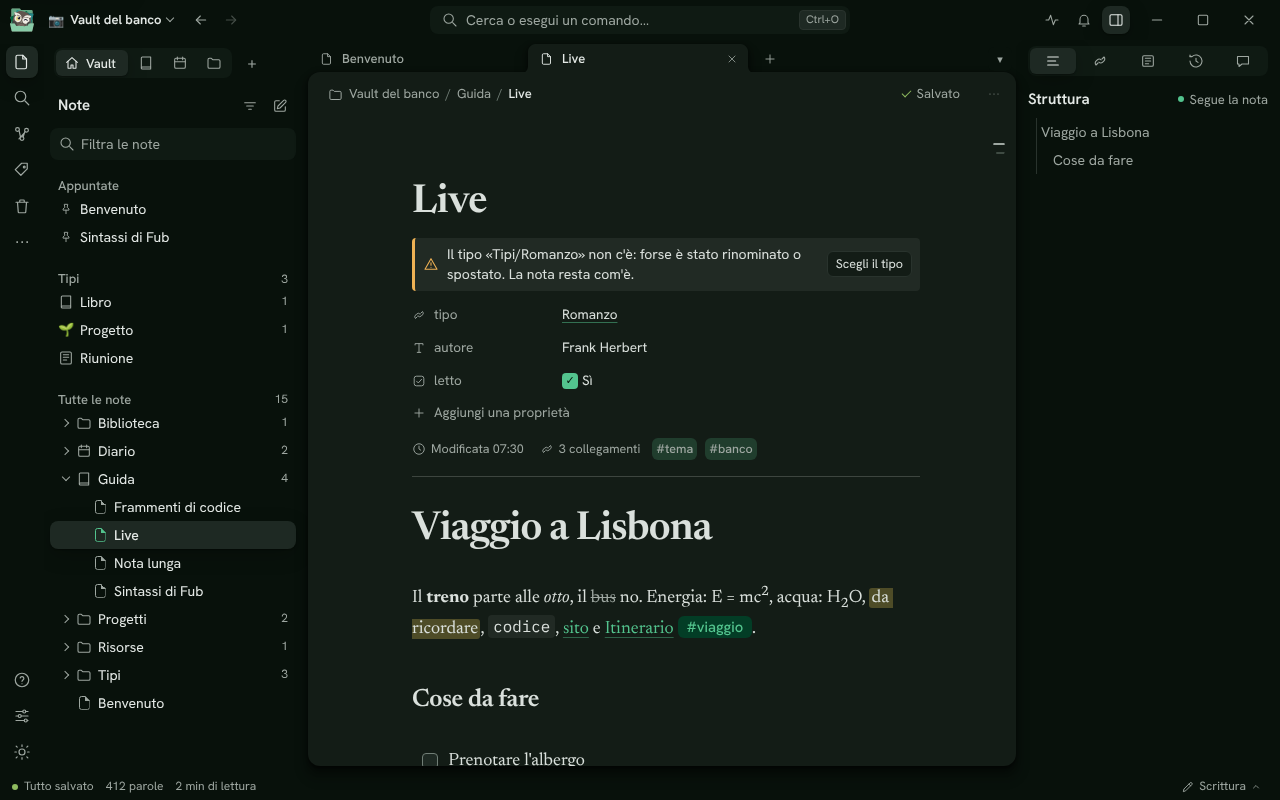 Vault del banco
Cerca o esegui un comando...
Ctrl+O
Vault
Benvenuto
Live
Note
Filtra le note
Appuntate
Benvenuto
Sintassi di Fub
Tipi 3
Libro 1
Progetto 1
Riunione
Tutte le note 15
Biblioteca 1
Diario 2
Guida 4
Frammenti di codice
Live
Nota lunga
Sintassi di Fub
Progetti 2
Risorse 1
Tipi 3
Benvenuto
Vault del banco / Guida / Live
Salvato
Live
Il tipo «Tipi/Romanzo» non c'è: forse è stato rinominato o
spostato. La nota resta com'è.
Scegli il tipo
tipo Romanzo
autore Frank Herbert
letto Sì
Aggiungi una proprietà
Modificata 07:30 3 collegamenti #tema #banco
Viaggio a Lisbona
Il treno parte alle otto, il bus no. Energia: E = mc², acqua: H₂O, da
ricordare, codice, sito e Itinerario #viaggio.
Cose da fare
Prenotare l'albergo
Struttura
Segue la nota
Viaggio a Lisbona
Cose da fare
Tutto salvato 412 parole 2 min di lettura
Scrittura